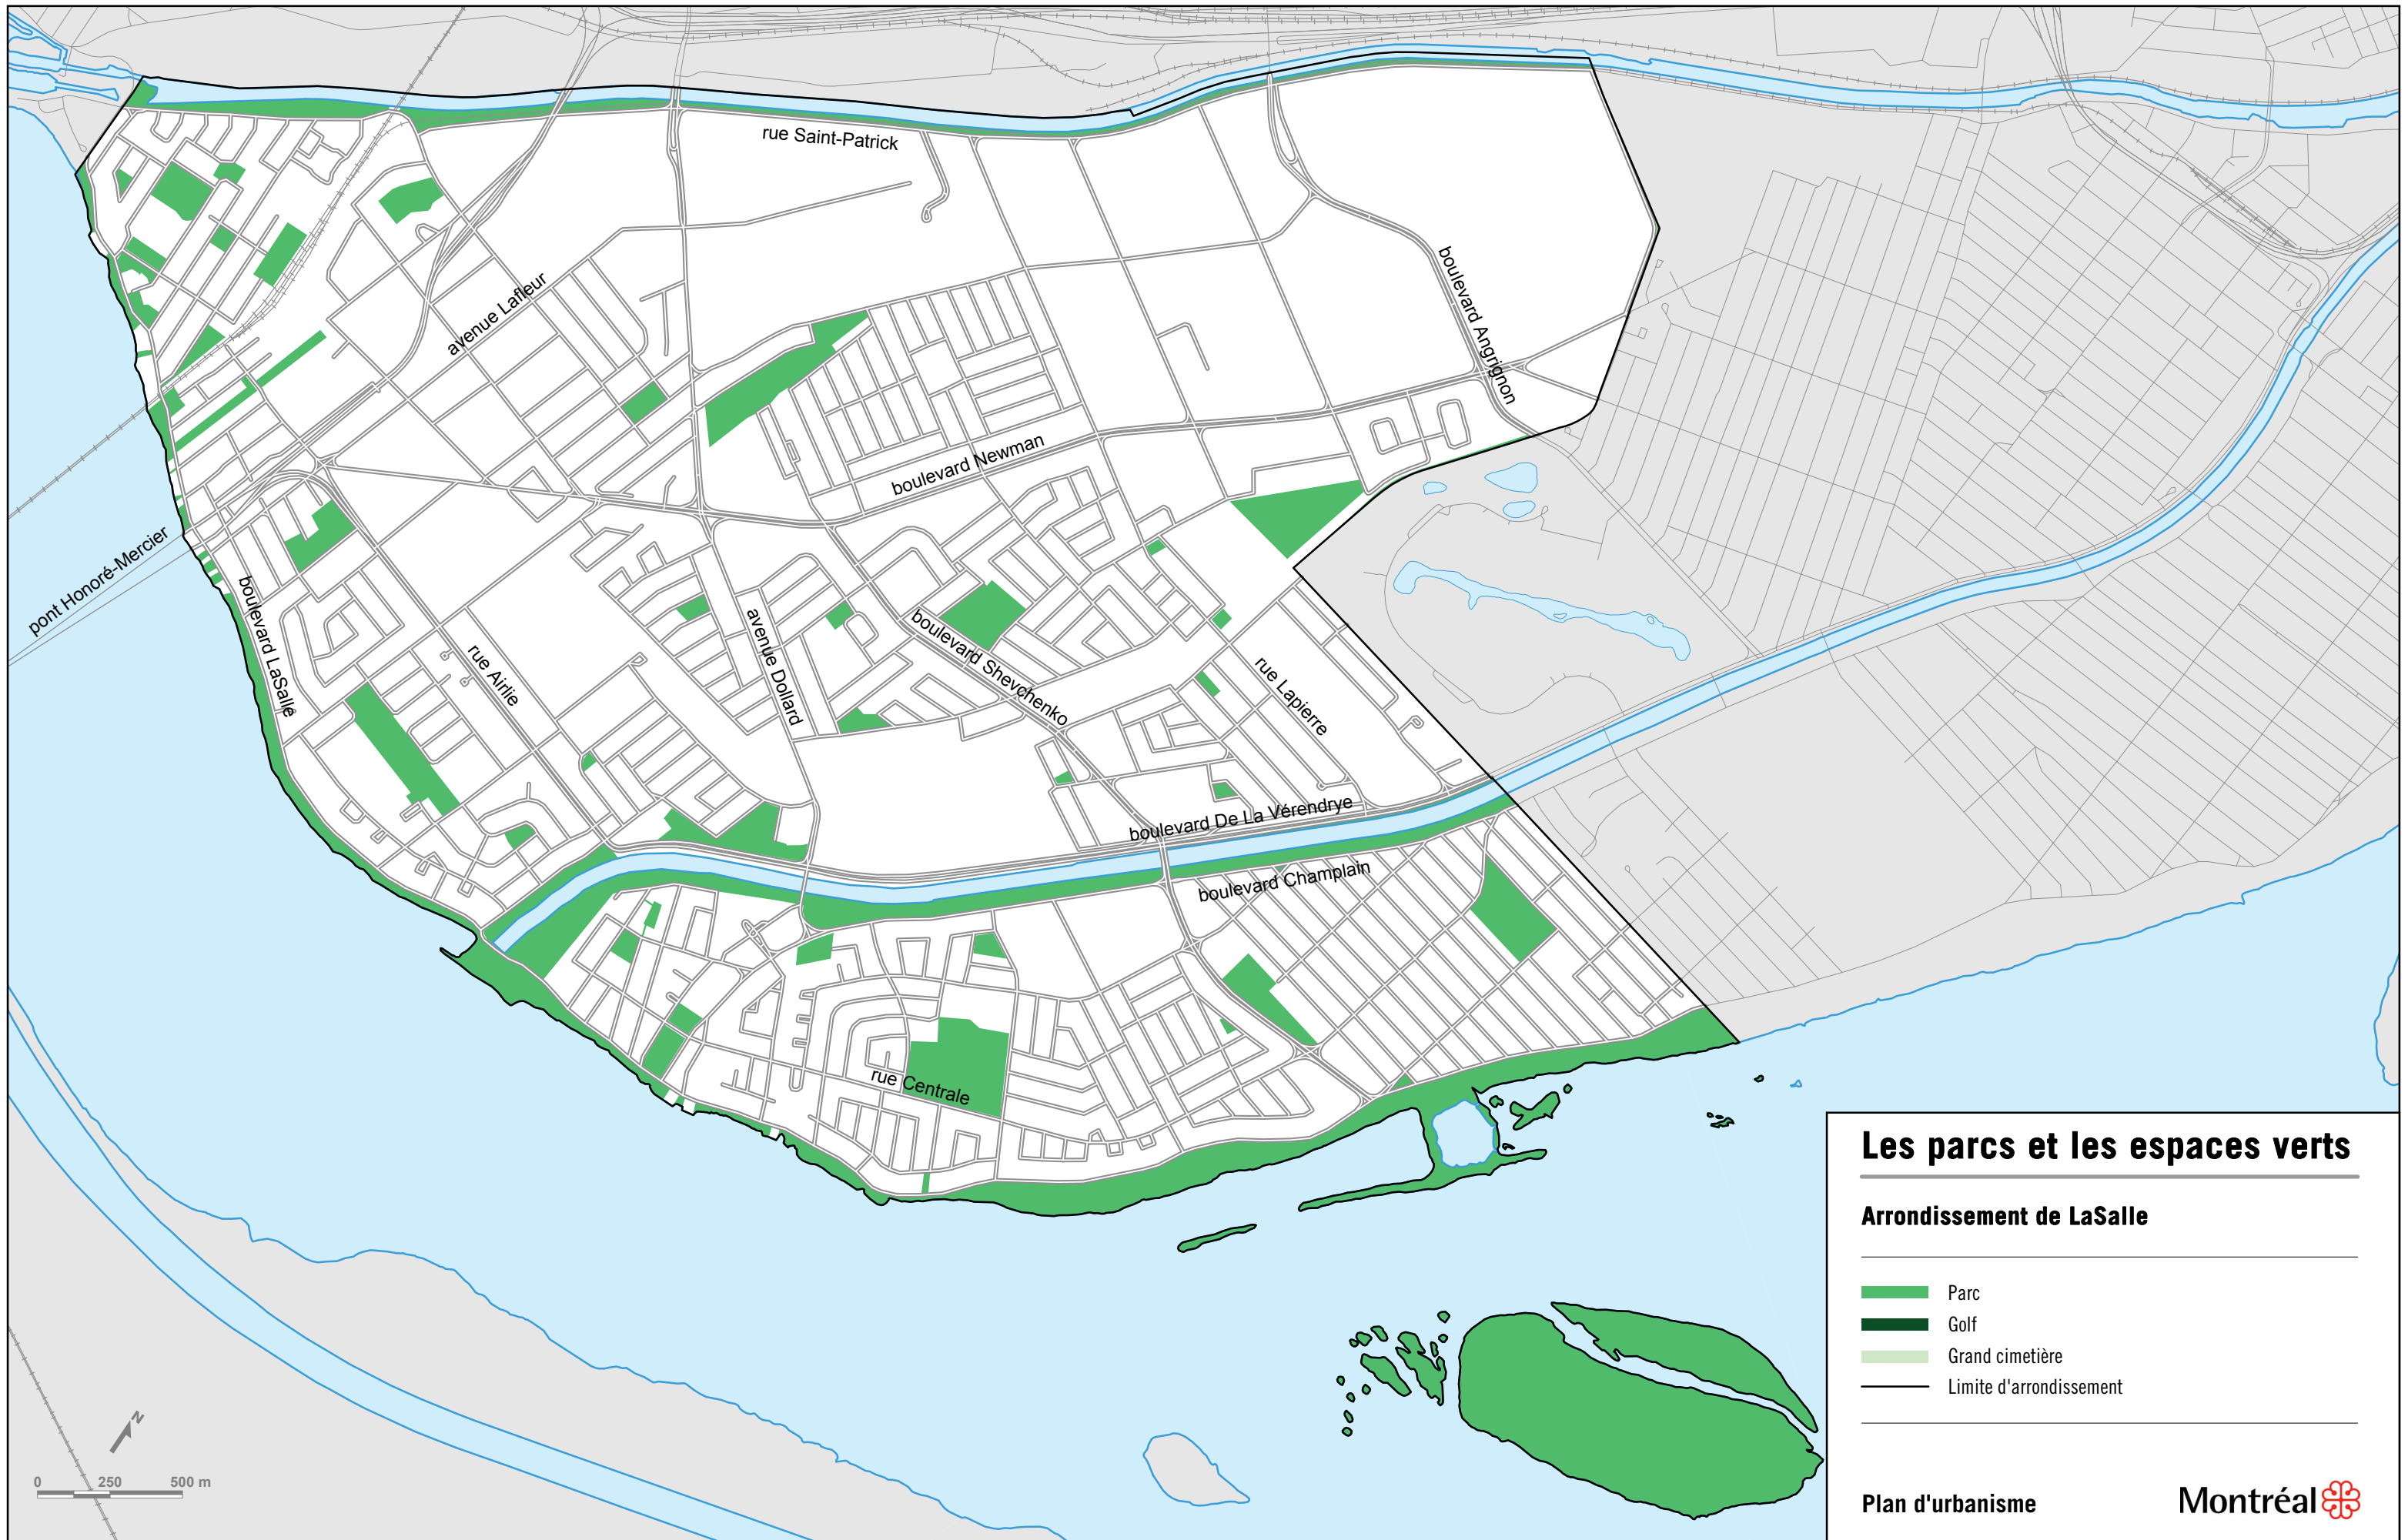 rue Saint-Patrick
boulevard Angrignon
avenue Lafleur
boulevard Newman
pont Honoré-Mercier
boulevard LaSalle
rue Airlie
avenue Dollard
boulevard Shevchenko
rue Lapierre
boulevard De La Vérendrye
boulevard Champlain
rue Centrale
Les parcs et les espaces verts
Arrondissement de LaSalle
Parc
Golf
Grand cimetière
Limite d'arrondissement
Plan d'urbanisme
Montréal
N
0 250 500 m